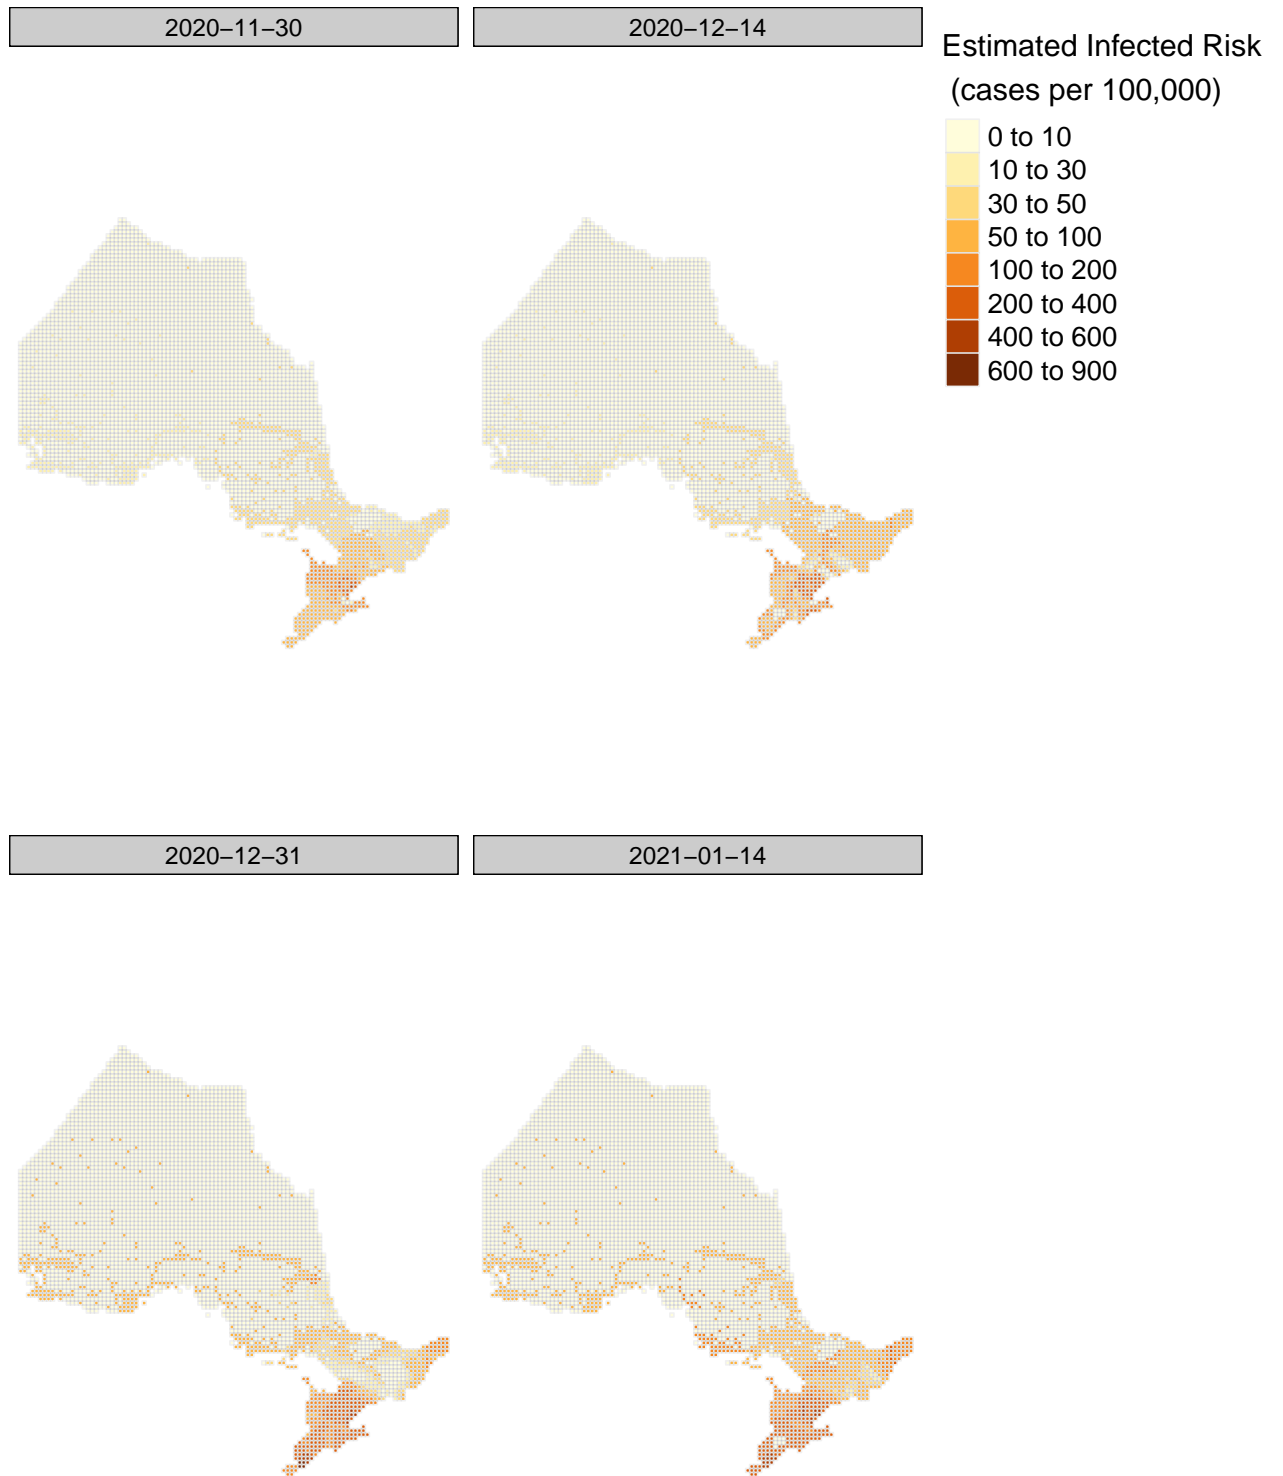 2020−11−30
2020−12−14
Estimated Infected Risk
(cases per 100,000)
0 to 10
10 to 30
30 to 50
50 to 100
100 to 200
200 to 400
400 to 600
600 to 900
2020−12−31
2021−01−14